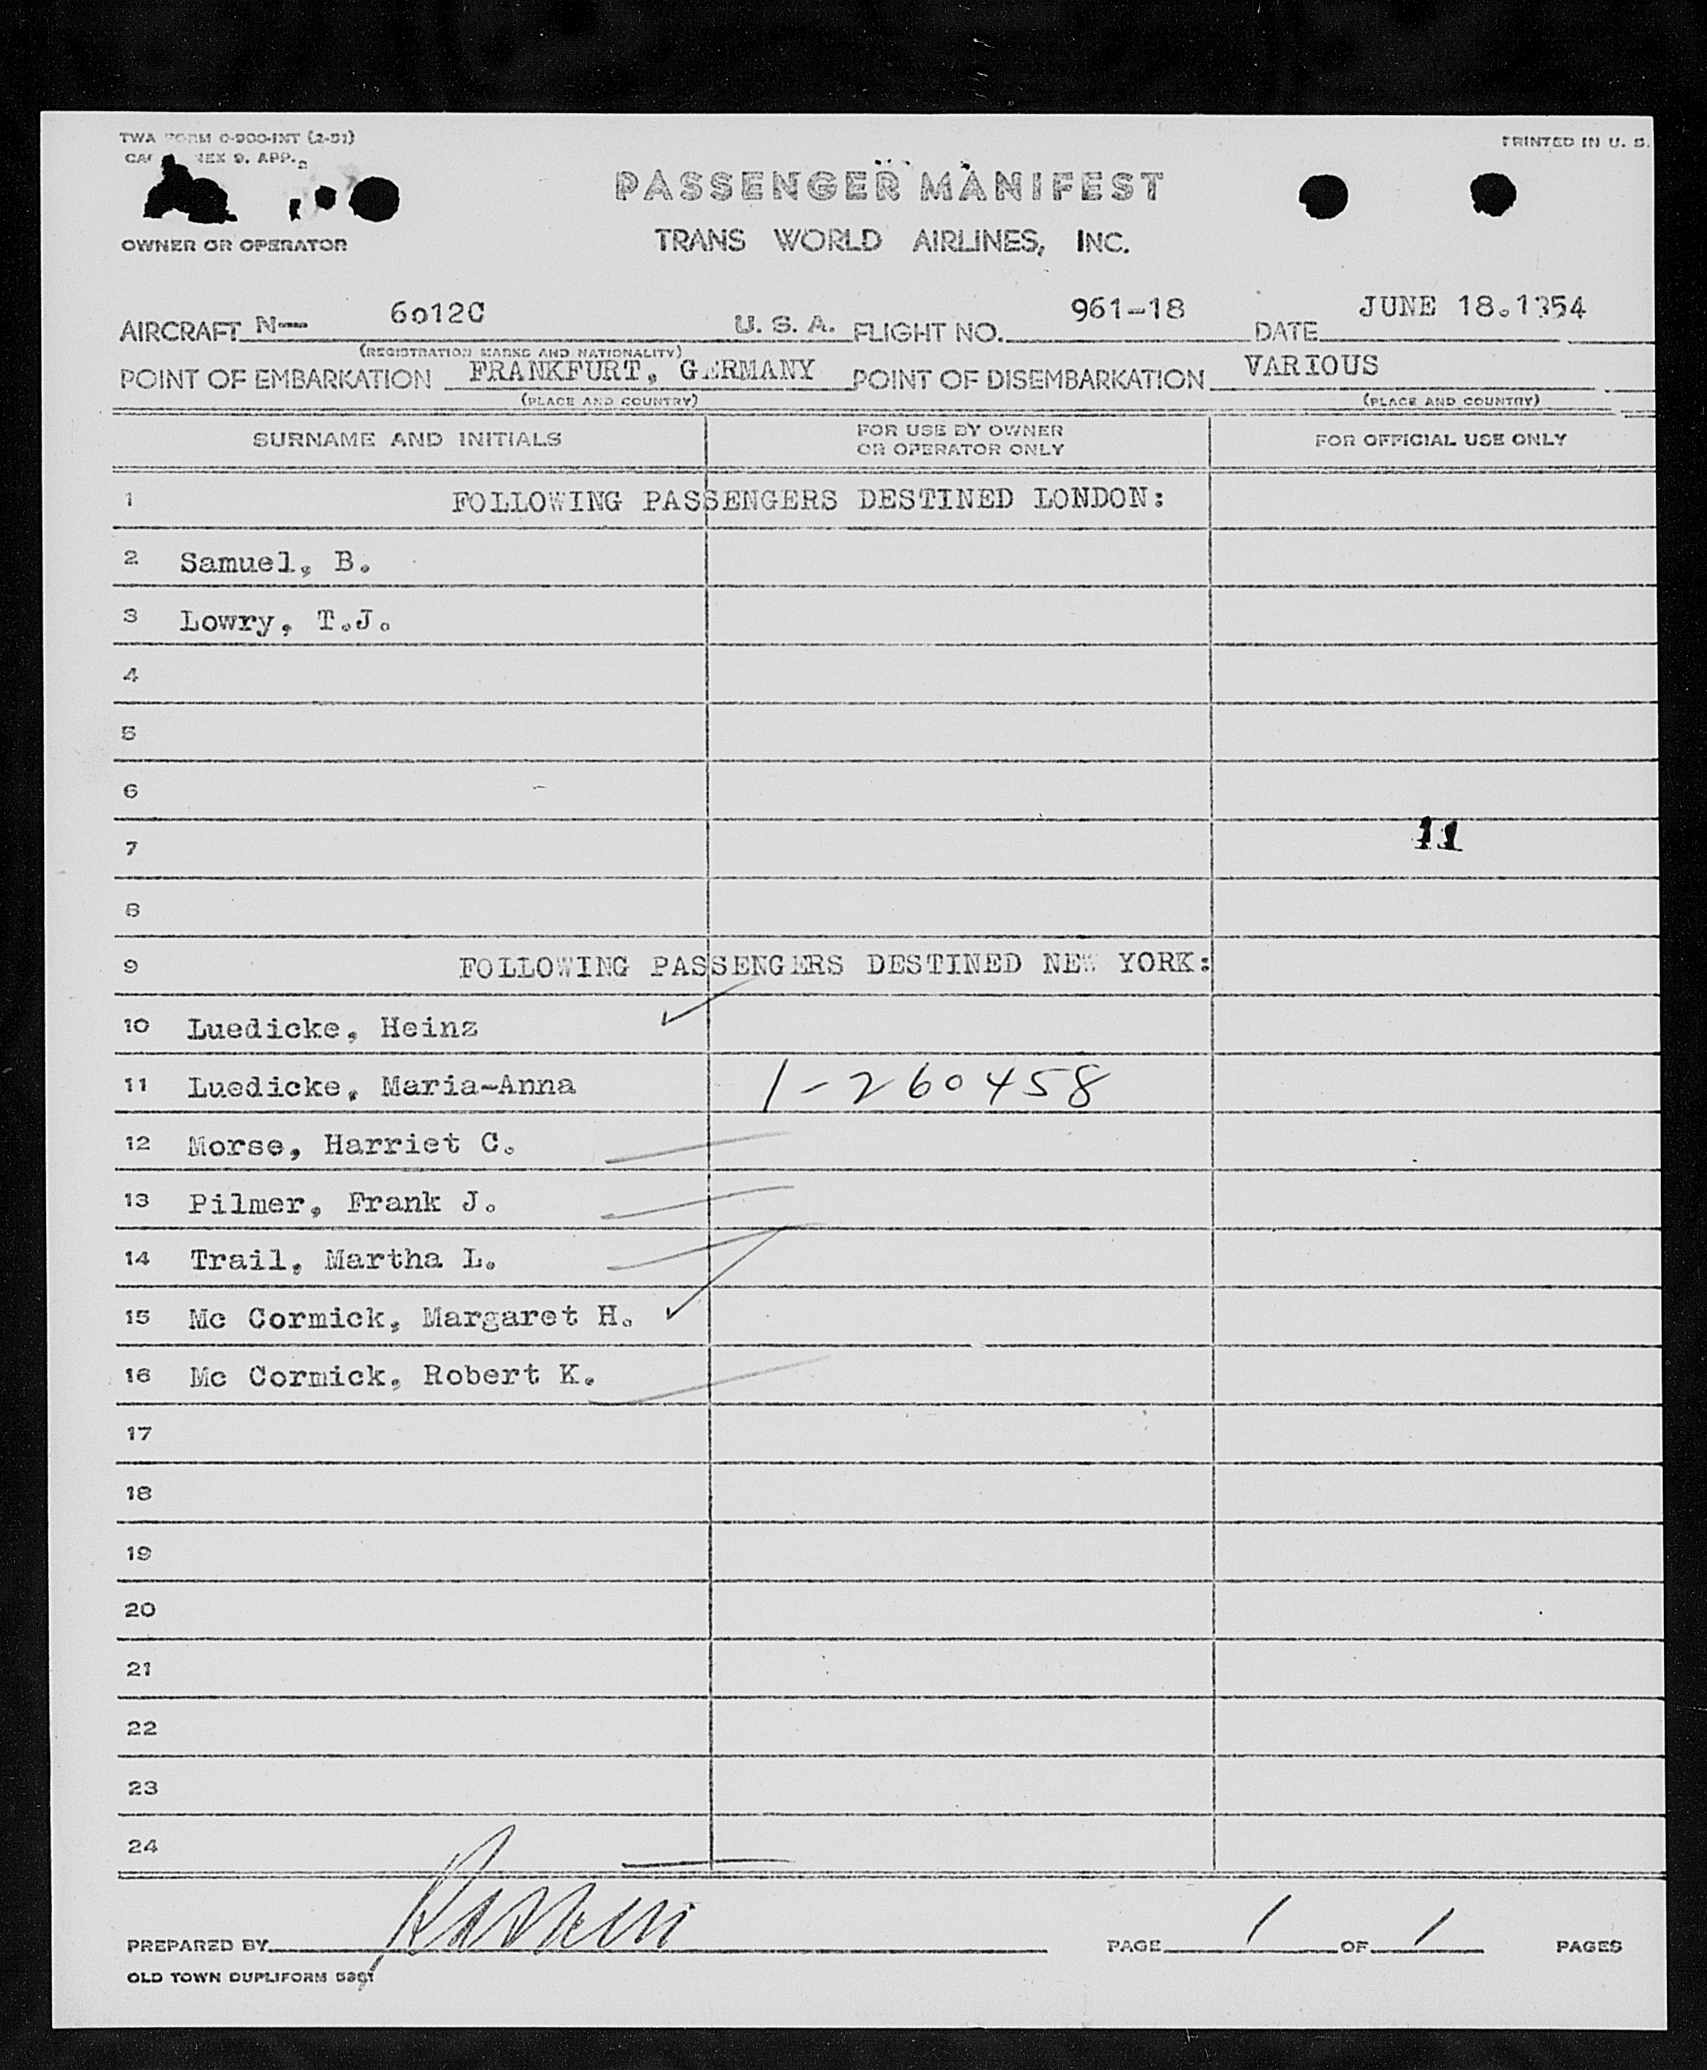 TWA FORM 0-900-INT (2-51)
PRINTED IN U. S.
9. APP.
PASSENGER MANIFEST
OWNER OR OPERATOR
TRANS WORLD AIRLINES, INC.
AIRCRAFT N— 6012C U. S. A. FLIGHT NO. 961-18 DATE JUNE 18.1954
(REGISTRATION MARKS AND NATIONALITY)
POINT OF EMBARKATION FRANKFURT, GERMANY POINT OF DISEMBARKATION VARIOUS
(PLACE AND COUNTRY) (PLACE AND COUNTRY)
SURNAME AND INITIALS FOR USE BY OWNER OR OPERATOR ONLY FOR OFFICIAL USE ONLY
1 FOLLOWING PASSENGERS DESTINED LONDON:
2 Samuel, B.
3 Lowry, T.J.
4
5
6
7 11
8
9 FOLLOWING PASSENGERS DESTINED NEW YORK:
10 Luedicke, Heinz
11 Luedicke, Maria-Anna 1-260458
12 Morse, Harriet C.
13 Pilmer, Frank J.
14 Trail, Martha L.
15 Mc Cormick, Margaret H.
16 Mc Cormick, Robert K.
17
18
19
20
21
22
23
24
PREPARED BY PAGE 1 OF 1 PAGES
OLD TOWN DUPLIFORM